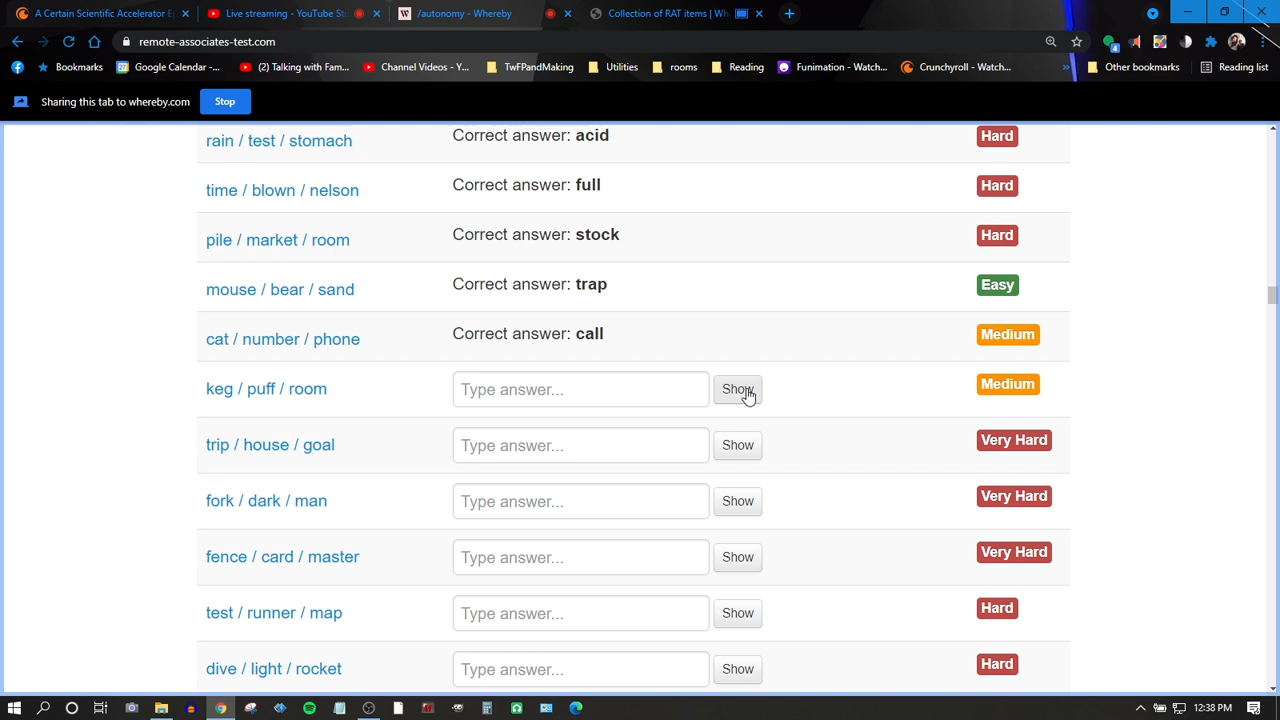 A Certain Scientific Accelerator E
Live streaming - YouTube St
/autonomy - Whereby
Collection of RAT items | Wh
remote-associates-test.com
4
Bookmarks
27
Google Calendar -...
(2) Talking with Fam...
Channel Videos - Y...
TwFPandMaking
Utilities
rooms
Reading
Funimation - Watch...
Crunchyroll - Watch...
»
Other bookmarks
Reading list
Sharing this tab to whereby.com
Stop
rain / test / stomach
Correct answer: acid
Hard
time / blown / nelson
Correct answer: full
Hard
pile / market / room
Correct answer: stock
Hard
mouse / bear / sand
Correct answer: trap
Easy
cat / number / phone
Correct answer: call
Medium
keg / puff / room
Type answer...
Show
Medium
trip / house / goal
Type answer...
Show
Very Hard
fork / dark / man
Type answer...
Show
Very Hard
fence / card / master
Type answer...
Show
Very Hard
test / runner / map
Type answer...
Show
Hard
dive / light / rocket
Type answer...
Show
Hard
12:38 PM